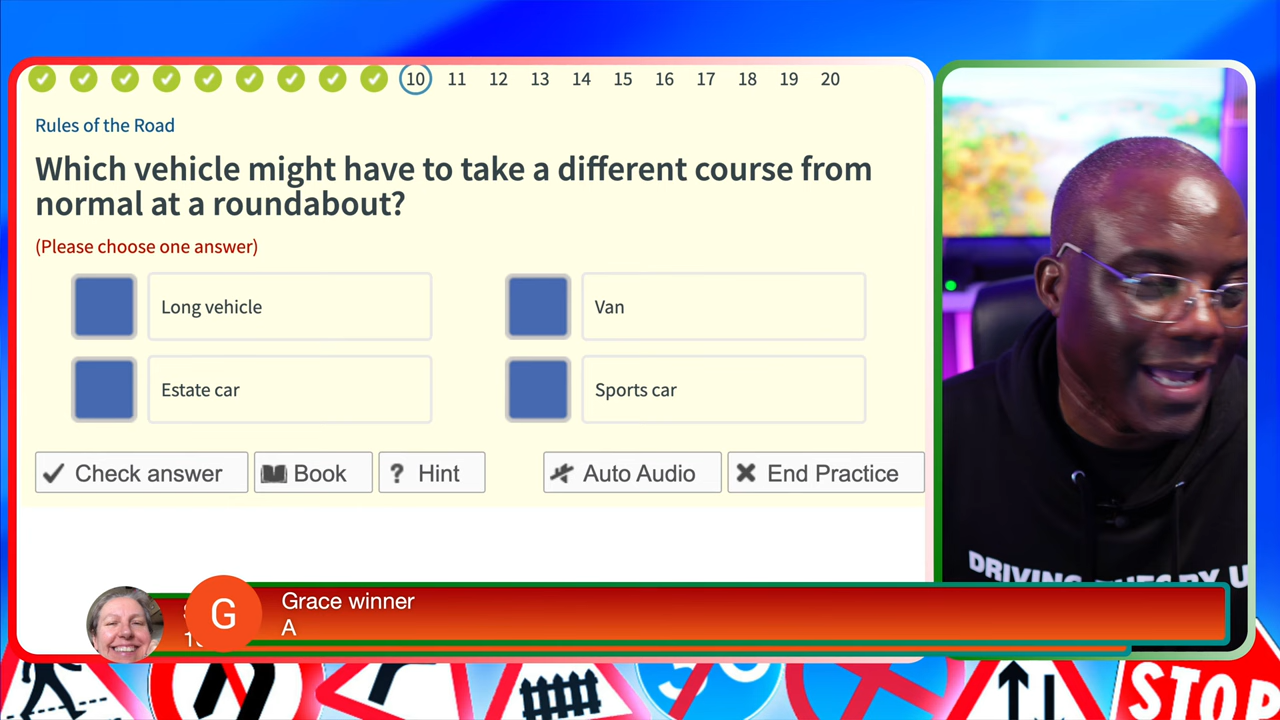 10 11 12 13 14 15 16 17 18 19 20
Rules of the Road
Which vehicle might have to take a different course from
normal at a roundabout?
(Please choose one answer)
Long vehicle
Van
Estate car
Sports car
Check answer
Book
? Hint
Auto Audio
End Practice
DRIVING
G
Grace winner
A
STOP